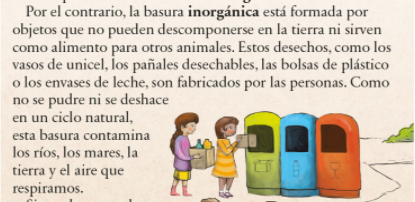 Por el contrario, la basura inorgánica está formada por
objetos que no pueden descomponerse en la tierra ni sirven
como alimento para otros animales. Estos desechos, como los
vasos de unicel, los pañales desechables, las bolsas de plástico
o los envases de leche, son fabricados por las personas. Como
no se pudre ni se deshace
en un ciclo natural,
esta basura contamina
los ríos, los mares, la
tierra y el aire que
respiramos.